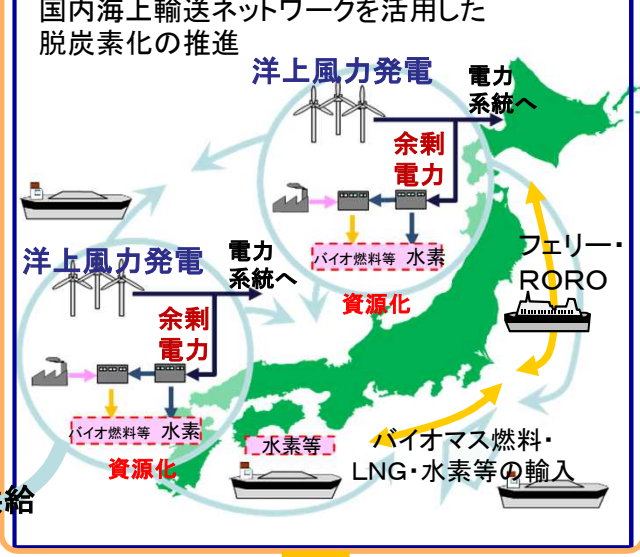 国内海上輸送ネットワークを活用した
脱炭素化の推進
洋上風力発電
電力
系統へ
余剰
電力
バイオ燃料等 水素
資源化
洋上風力発電
電力
系統へ
余剰
電力
バイオ燃料等 水素
資源化
フェリー・
RORO
水素等
バイオマス燃料・
LNG・水素等の輸入
給